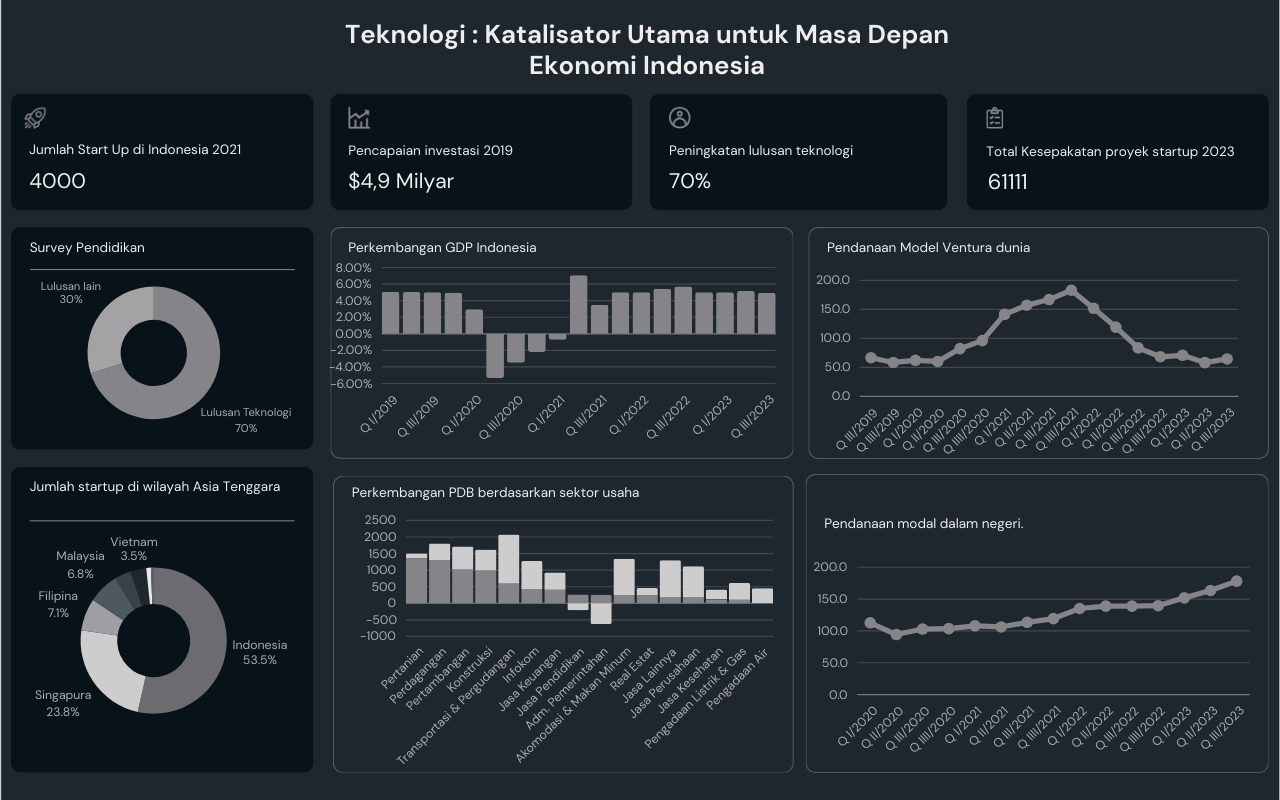 Teknologi : Katalisator Utama untuk Masa Depan
Ekonomi Indonesia
Jumlah Start Up di Indonesia 2021
4000
Pencapaian investasi 2019
$4,9 Milyar
Peningkatan lulusan teknologi
70%
Total Kesepakatan proyek startup 2023
61111
Survey Pendidikan
Lulusan lain
30%
Lulusan Teknologi
70%
Perkembangan GDP Indonesia
8.00%
6.00%
4.00%
2.00%
0.00%
-2.00%
-4.00%
-6.00%
Q I/2019
Q III/2019
Q I/2020
Q III/2020
Q I/2021
Q III/2021
Q I/2022
Q III/2022
Q I/2023
Q III/2023
Pendanaan Model Ventura dunia
200.0
150.0
100.0
50.0
0.0
Q III/2019
Q IIII/2019
Q I/2020
Q II/2020
Q III/2020
Q IIII/2020
Q I/2021
Q II/2021
Q III/2021
Q IIII/2021
Q I/2022
Q II/2022
Q III/2022
Q IIII/2022
Q I/2023
Q II/2023
Q III/2023
Jumlah startup di wilayah Asia Tenggara
Vietnam
3.5%
Malaysia
6.8%
Filipina
7.1%
Indonesia
53.5%
Singapura
23.8%
Perkembangan PDB berdasarkan sektor usaha
2500
2000
1500
1000
500
0
-500
-1000
Pertanian
Perdagangan
Pertambangan
Konstruksi
Transportasi & Pergudangan
Infokom
Jasa Keuangan
Jasa Pendidikan
Adm. Pemerintahan
Akomodasi & Makan Minum
Real Estat
Jasa Lainnya
Jasa Perusahaan
Jasa Kesehatan
Pengadaan Listrik & Gas
Pengadaan Air
Pendanaan modal dalam negeri.
200.0
150.0
100.0
50.0
0.0
Q I/2020
Q II/2020
Q III/2020
Q IIII/2020
Q I/2021
Q II/2021
Q III/2021
Q IIII/2021
Q I/2022
Q II/2022
Q III/2022
Q IIII/2022
Q I/2023
Q II/2023
Q III/2023